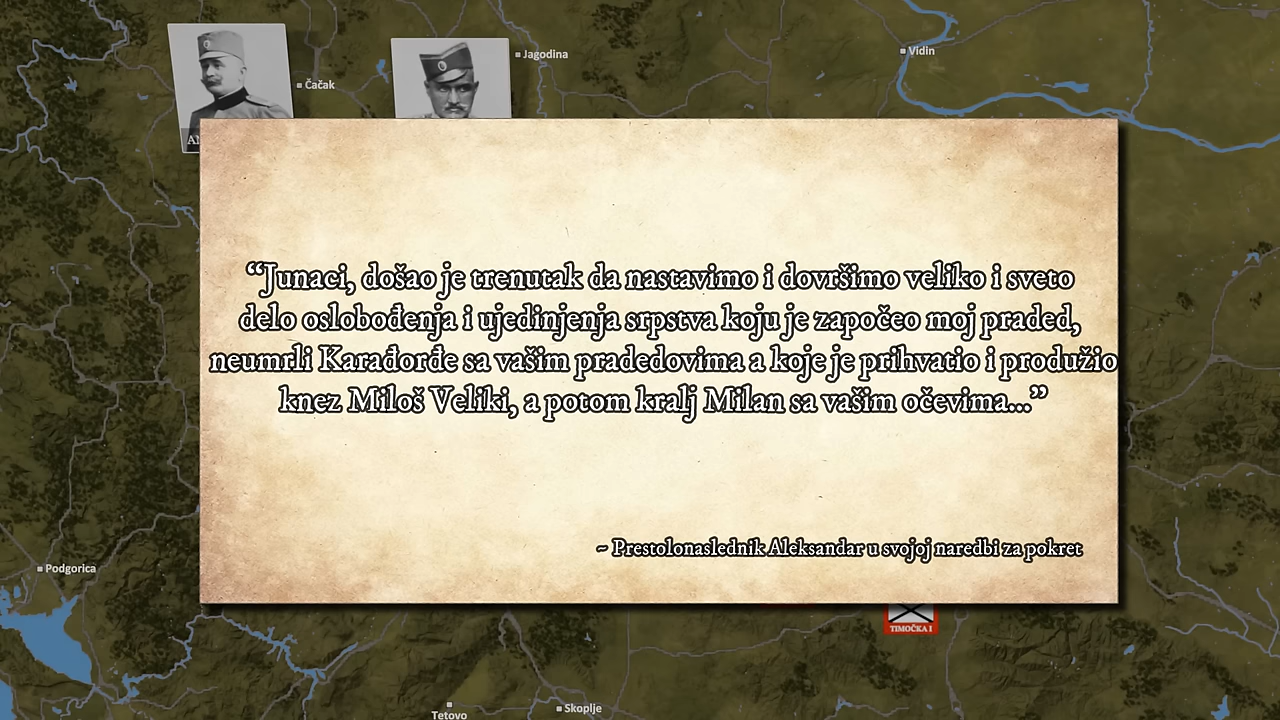 Jagodina
Vidin
Čačak
“Junaci, došao je trenutak da nastavimo i dovršimo veliko i sveto
delo oslobođenja i ujedinjenja srpstva koju je započeo moj praded,
neumrli Karađorđe sa vašim pradedovima a koje je prihvatio i produžio
knez Miloš Veliki, a potom kralj Milan sa vašim očevima...”
~ Prestolonaslednik Aleksandar u svojoj naredbi za pokret
Podgorica
TIMOČKA I
Skoplje
Tetovo